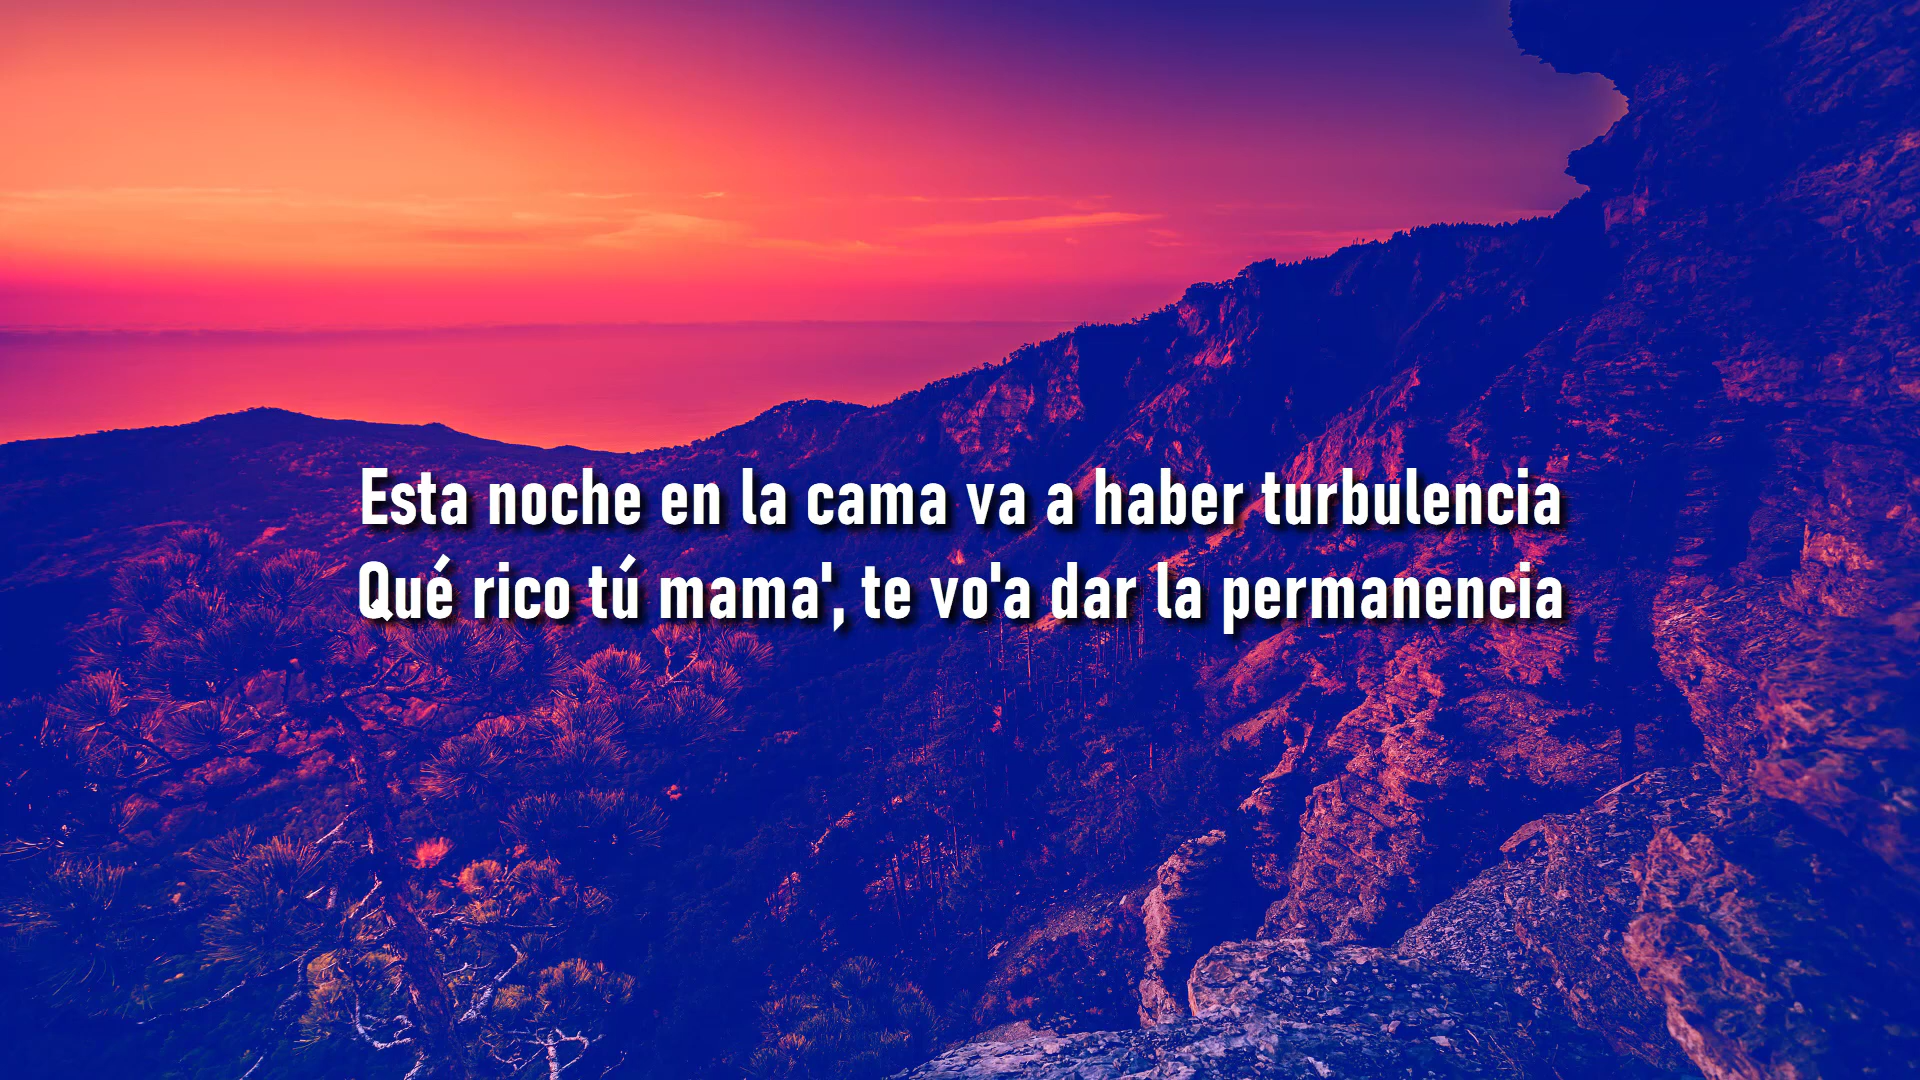 Esta noche en la cama va a haber turbulencia
Qué rico tú mama', te vo'a dar la permanencia